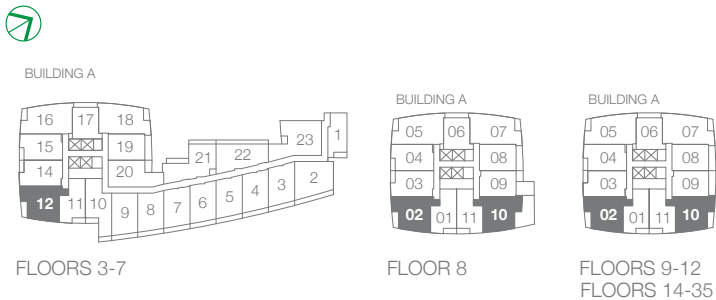 BUILDING A
16 17 18
15 19
14 20
12 11 10 9 8 7 6 5 4 3 2
21 22 23 1
FLOORS 3-7
BUILDING A
05 06 07
04 08
03 09
02 01 11 10
FLOOR 8
BUILDING A
05 06 07
04 08
03 09
02 01 11 10
FLOORS 9-12
FLOORS 14-35